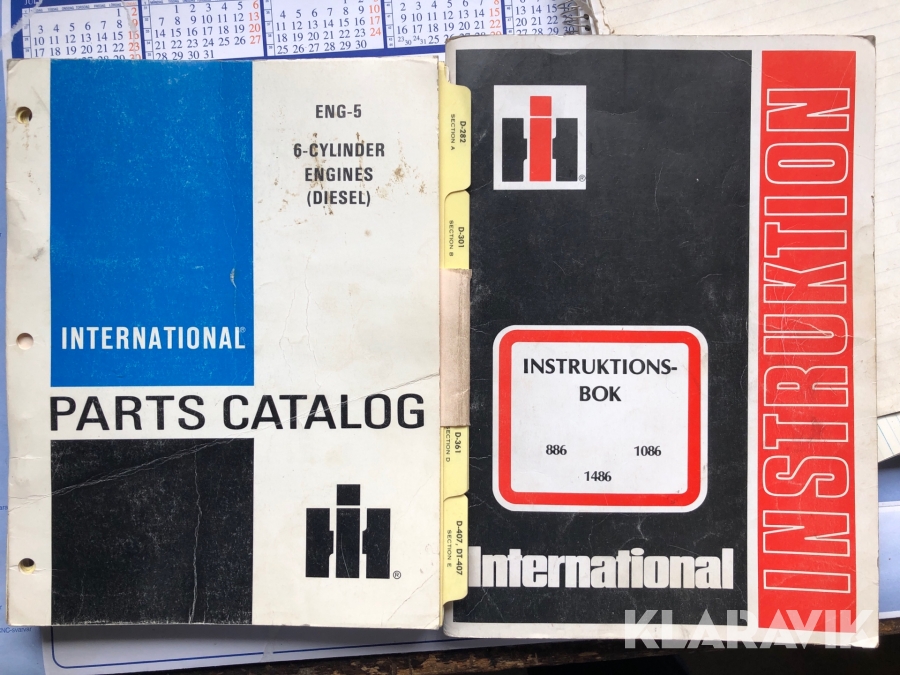 ENG-5
6-CYLINDER
ENGINES
(DIESEL)
INTERNATIONAL®
PARTS CATALOG
®
D-282
SECTION A
D-301
SECTION B
D-361
SECTION D
D-407, DT-407
SECTION E
®
INSTRUKTIONS-
BOK
886 1086
1486
International
INSTRUKTION
KLARAVIK